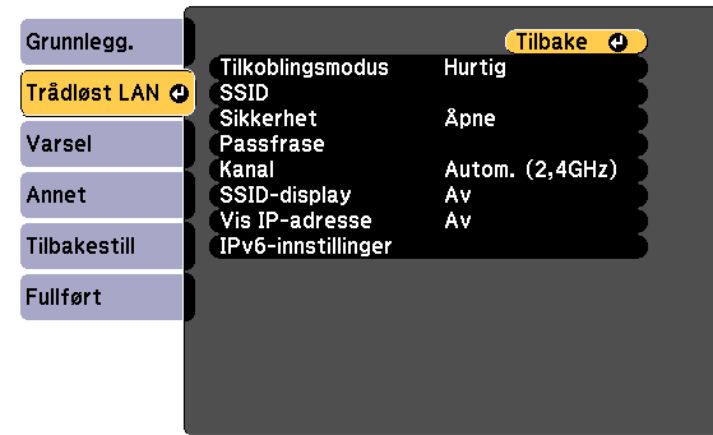 Grunnlegg.
Trådløst LAN
Varsel
Annet
Tilbakestill
Fullført
Tilbake
Tilkoblingsmodus Hurtig
SSID
Sikkerhet Åpne
Passfrase
Kanal Autom. (2,4GHz)
SSID-display Av
Vis IP-adresse Av
IPv6-innstillinger